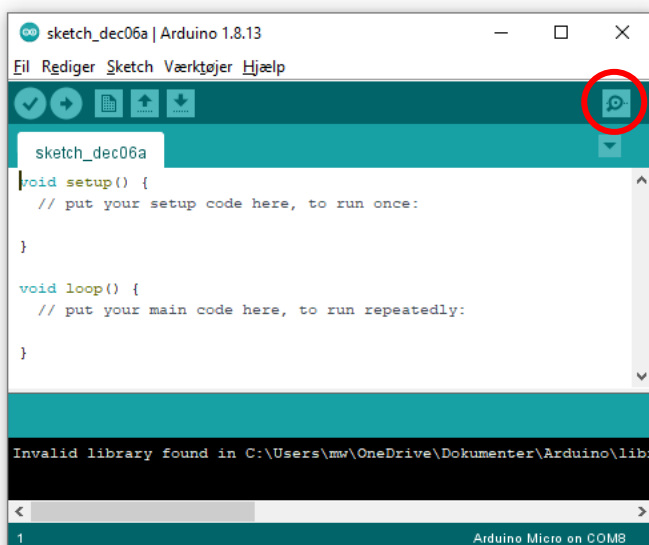 sketch_dec06a | Arduino 1.8.13
Fil Rediger Sketch Værktøjer Hjælp
sketch_dec06a
void setup() {
// put your setup code here, to run once:
}
void loop() {
// put your main code here, to run repeatedly:
}
Invalid library found in C:\Users\mw\OneDrive\Dokumenter\Arduino\lib
1
Arduino Micro on COM8